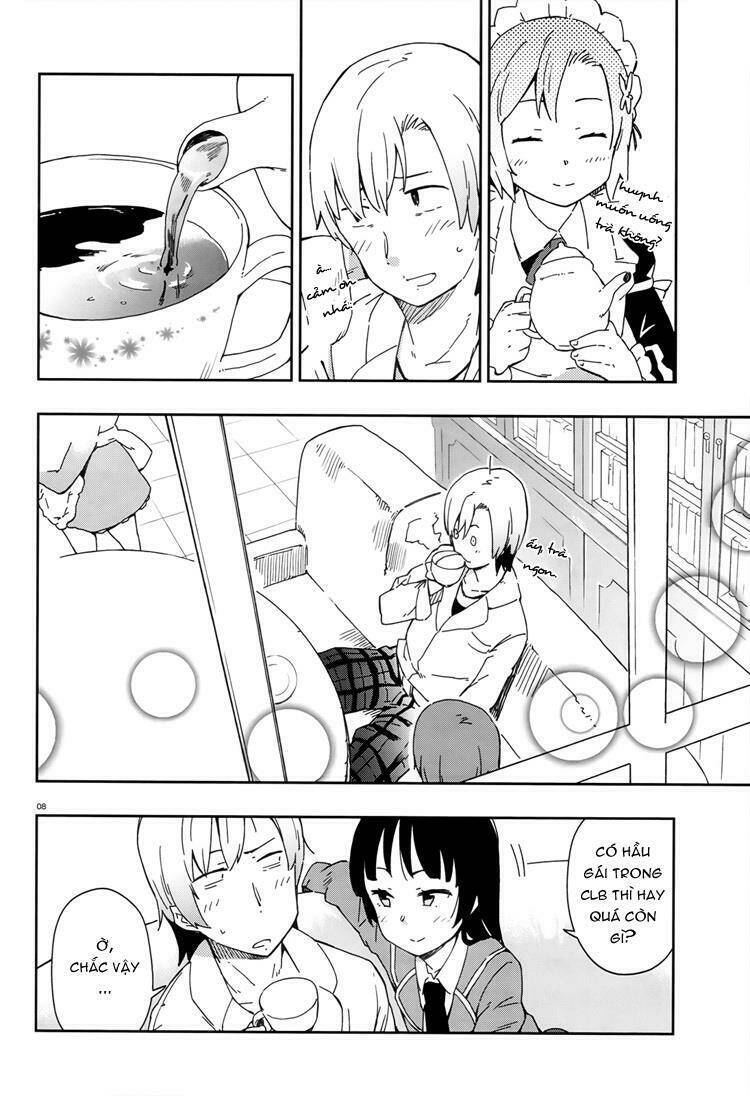 huynh
muốn uống
trà không?
à...
cảm ơn
nhá.
ấy, trà
ngon.
08
CÓ HẦU
GÁI TRONG
CLB THÌ HAY
QUÁ CÒN
GÌ?
Ờ,
CHẮC VẬY
...